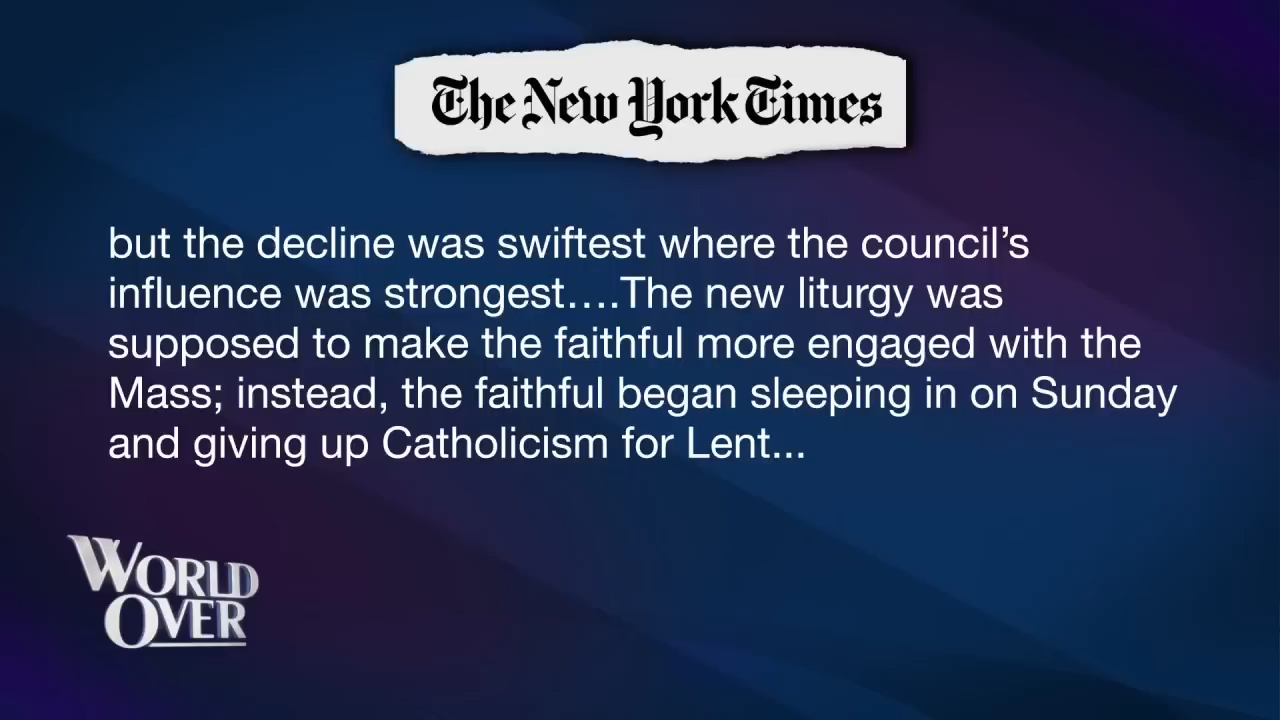 The New York Times
but the decline was swiftest where the council’s
influence was strongest….The new liturgy was
supposed to make the faithful more engaged with the
Mass; instead, the faithful began sleeping in on Sunday
and giving up Catholicism for Lent...
WORLD
OVER